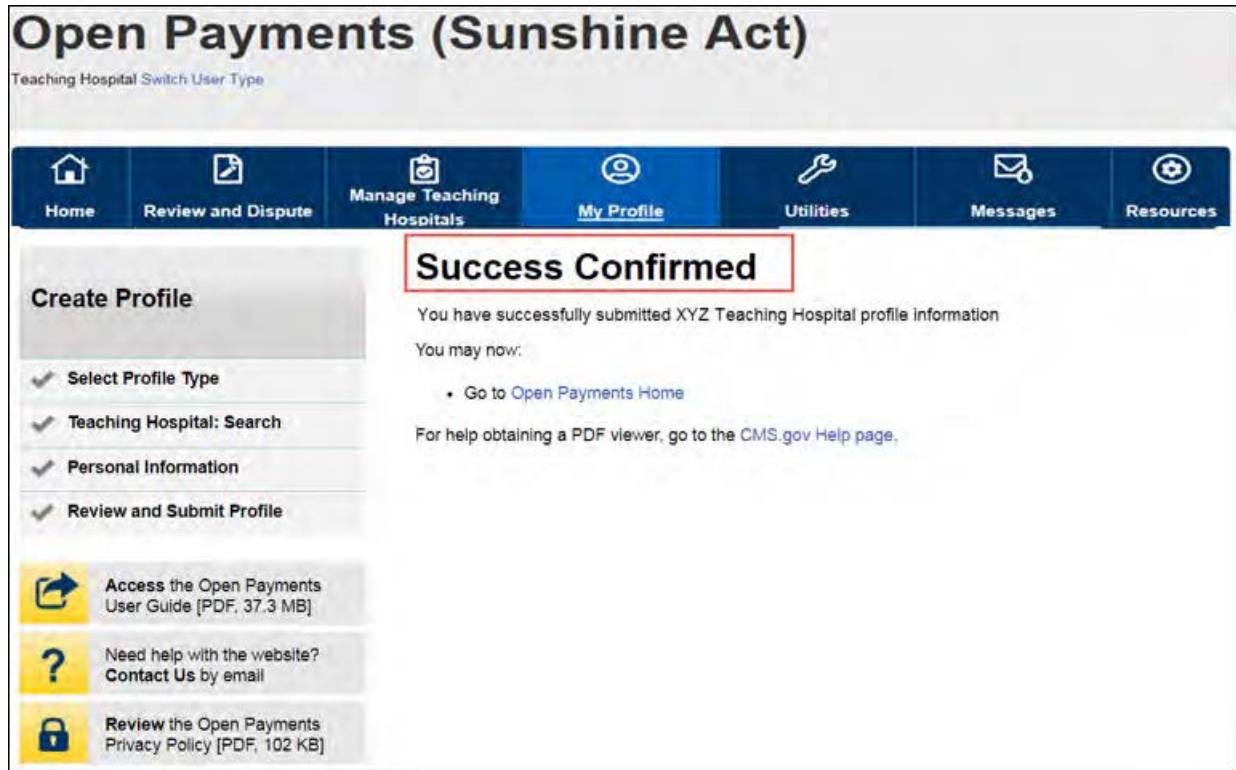 Open Payments (Sunshine Act)
Teaching Hospital Switch User Type
Home
Review and Dispute
Manage Teaching
Hospitals
My Profile
Utilities
Messages
Resources
Create Profile
Select Profile Type
Teaching Hospital: Search
Personal Information
Review and Submit Profile
Access the Open Payments
User Guide [PDF, 37.3 MB]
Need help with the website?
Contact Us by email
Review the Open Payments
Privacy Policy [PDF, 102 KB]
Success Confirmed
You have successfully submitted XYZ Teaching Hospital profile information
You may now:
• Go to Open Payments Home
For help obtaining a PDF viewer, go to the CMS.gov Help page.